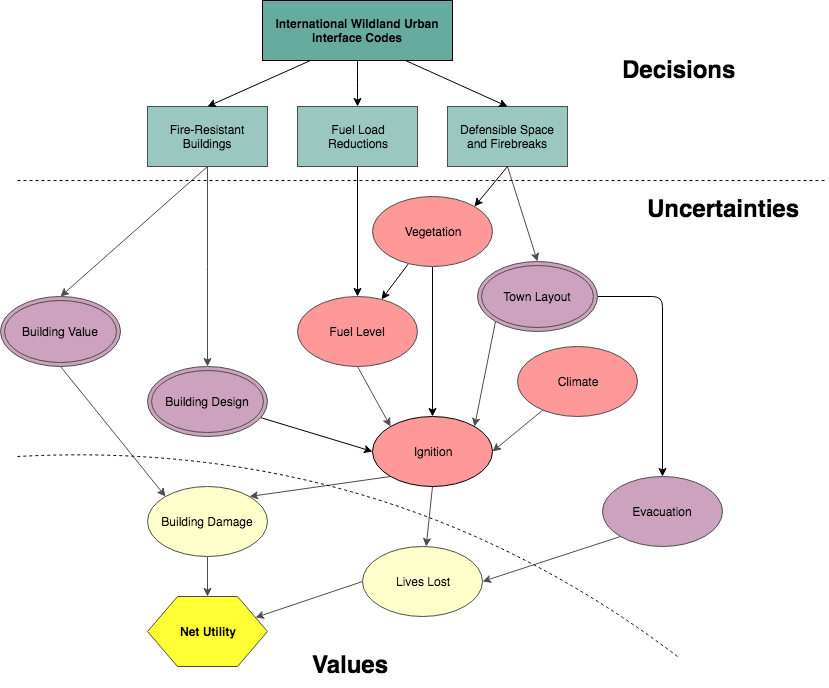 International Wildland Urban
Interface Codes
Decisions
Fire-Resistant
Buildings
Fuel Load
Reductions
Defensible Space
and Firebreaks
Uncertainties
Vegetation
Town Layout
Building Value
Fuel Level
Climate
Building Design
Ignition
Building Damage
Evacuation
Lives Lost
Net Utility
Values